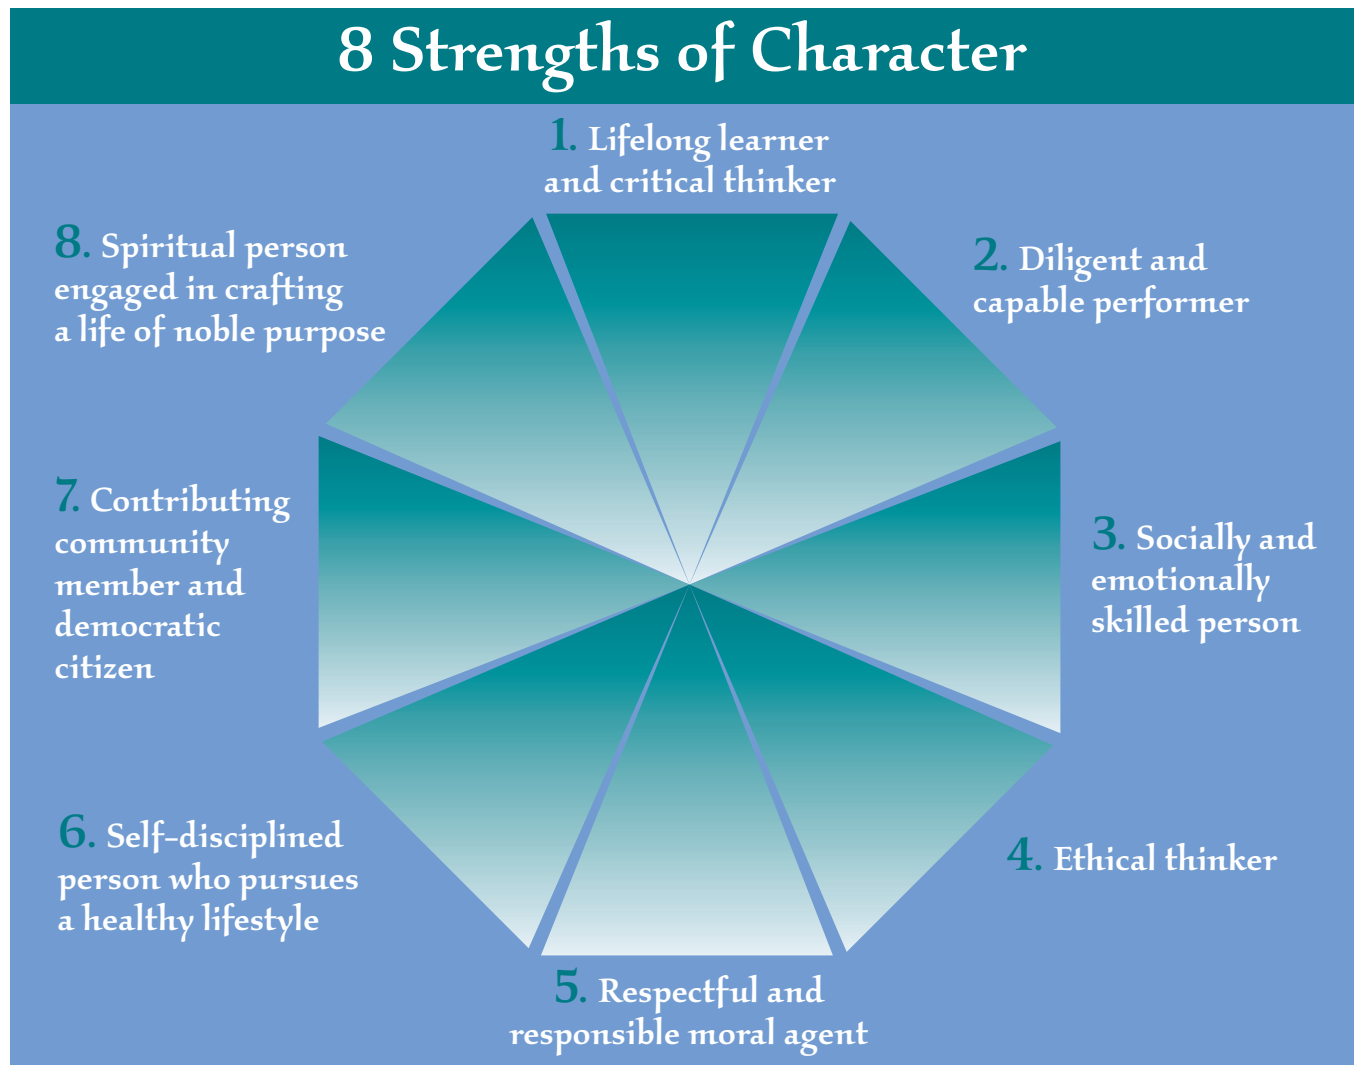 8 Strengths of Character
1. Lifelong learner
and critical thinker
2. Diligent and
capable performer
3. Socially and
emotionally
skilled person
4. Ethical thinker
5. Respectful and
responsible moral agent
6. Self-disciplined
person who pursues
a healthy lifestyle
7. Contributing
community
member and
democratic
citizen
8. Spiritual person
engaged in crafting
a life of noble purpose